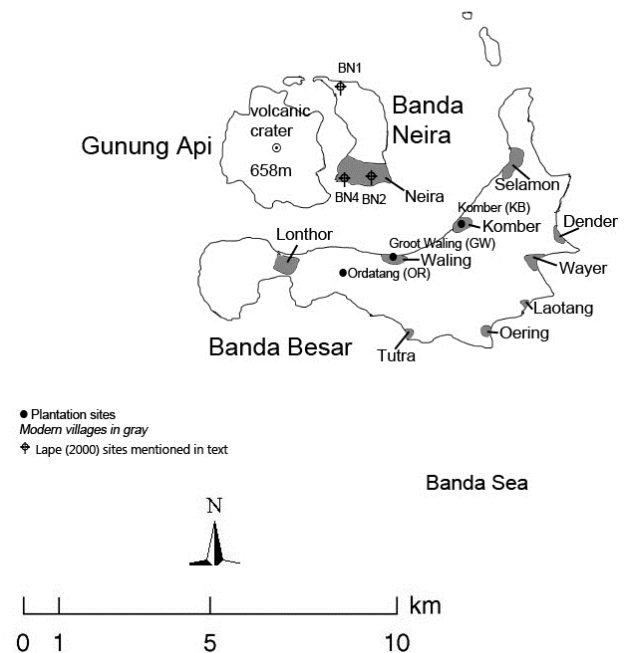 BN1
Banda
Neira
volcanic
crater
Gunung Api
658m
Neira
BN4
BN2
Selamon
Komber (KB)
Komber
Dender
Lonthor
Groot Waling (GW)
Waling
Wayer
Ordatang (OR)
Laotang
Oering
Banda Besar
Tutra
Plantation sites
Modern villages in gray
Lape (2000) sites mentioned in text
Banda Sea
N
km
0 1 5 10